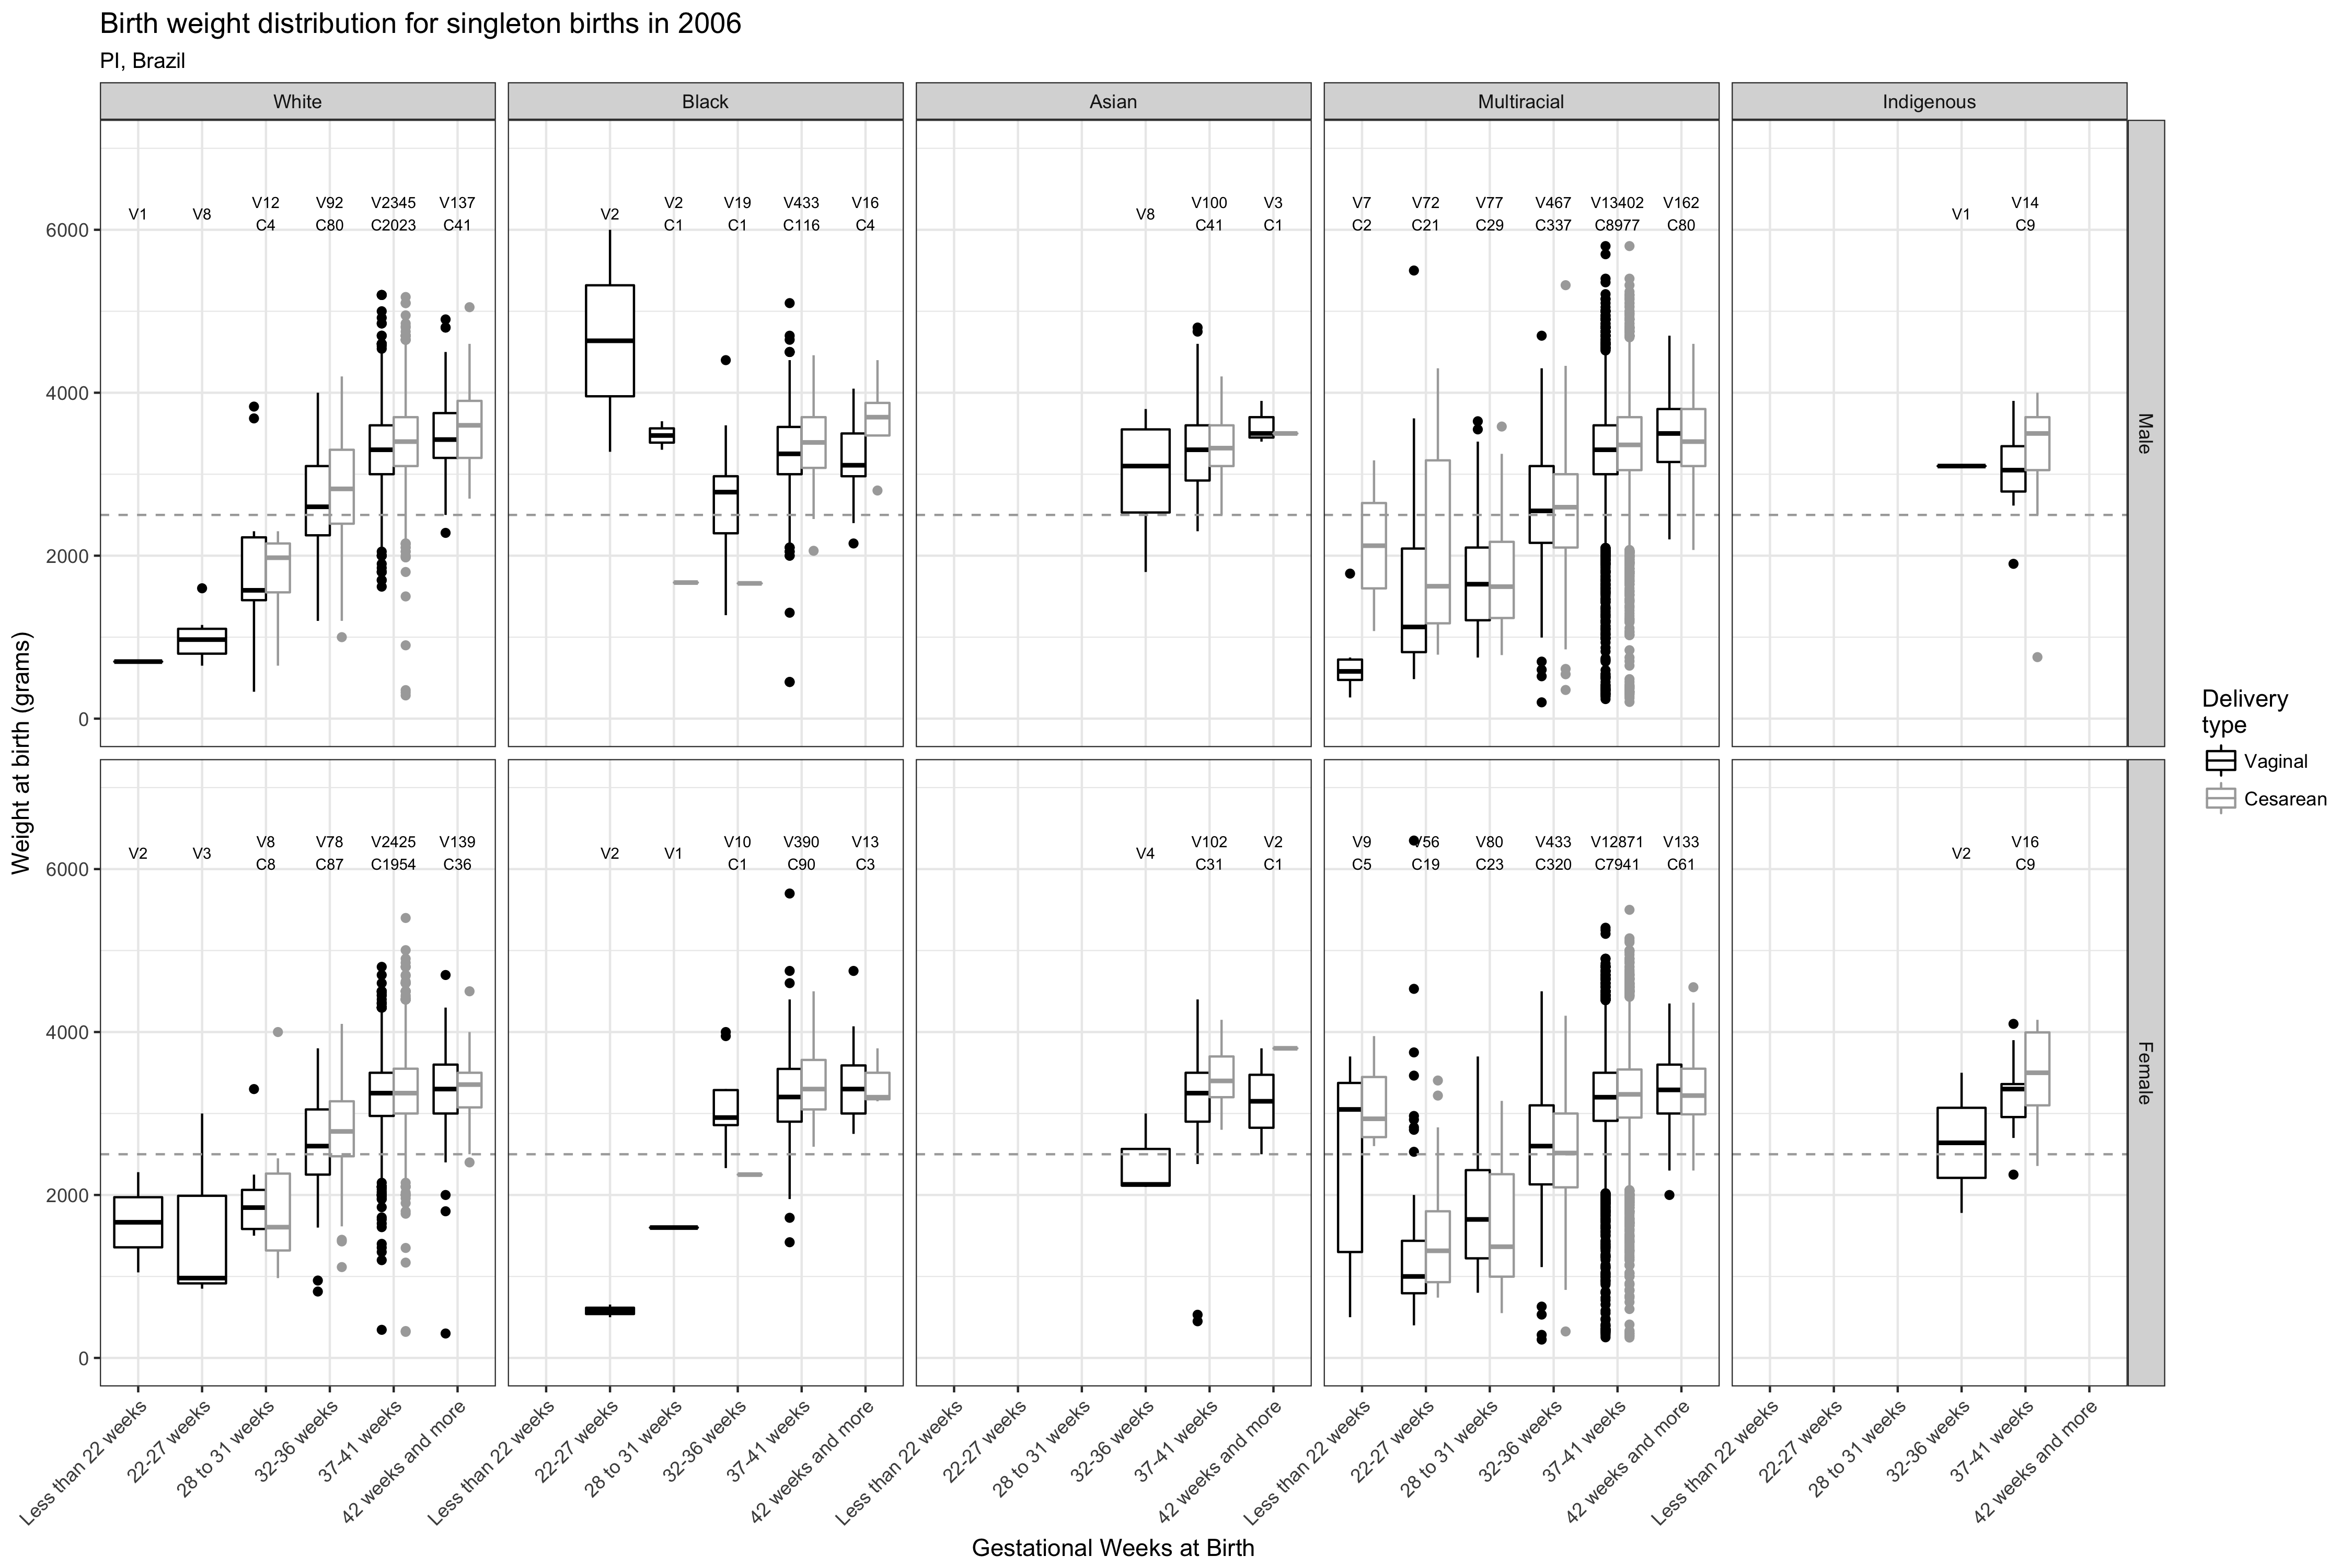 Birth weight distribution for singleton births in 2006
PI, Brazil
White Black Asian Multiracial Indigenous
V1 V8 V12 V92 V2345 V137
C4 C80 C2023 C41
V2 V2 V19 V433 V16
C1 C1 C116 C4
V8 V100 V3
C41 C1
V7 V72 V77 V467 V13402 V162
C2 C21 C29 C337 C8977 C80
V1 V14
C9
6000
4000
2000
0
Male
Weight at birth (grams)
V2 V3 V8 V78 V2425 V139
C8 C87 C1954 C36
V2 V1 V10 V390 V13
C1 C90 C3
V4 V102 V2
C31 C1
V9 V56 V80 V433 V12871 V133
C5 C19 C23 C320 C7941 C61
V2 V16
C9
6000
4000
2000
0
Female
Less than 22 weeks 22-27 weeks 28 to 31 weeks 32-36 weeks 37-41 weeks 42 weeks and more
Less than 22 weeks 22-27 weeks 28 to 31 weeks 32-36 weeks 37-41 weeks 42 weeks and more
Less than 22 weeks 22-27 weeks 28 to 31 weeks 32-36 weeks 37-41 weeks 42 weeks and more
Less than 22 weeks 22-27 weeks 28 to 31 weeks 32-36 weeks 37-41 weeks 42 weeks and more
Less than 22 weeks 22-27 weeks 28 to 31 weeks 32-36 weeks 37-41 weeks 42 weeks and more
Gestational Weeks at Birth
Delivery
type
Vaginal
Cesarean